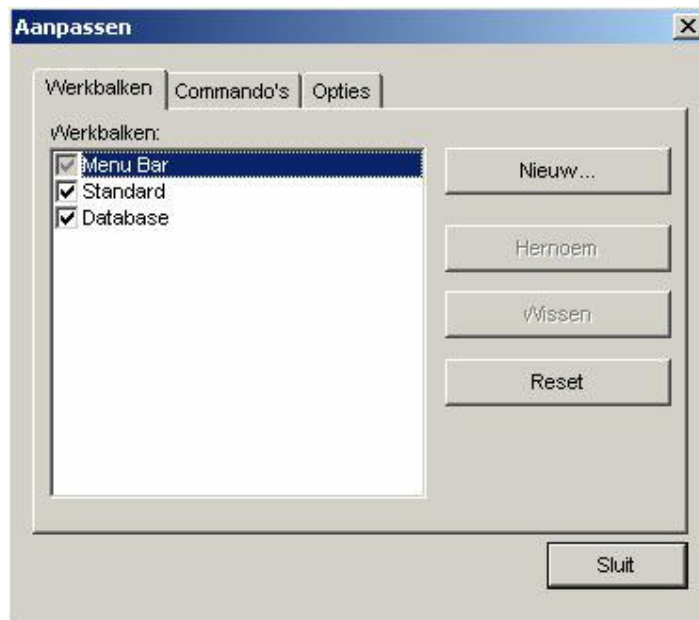 Aanpassen
Werkbalken Commando's Opties
Werkbalken:
Menu Bar
Standard
Database
Nieuw...
Hernoem
Wissen
Reset
Sluit